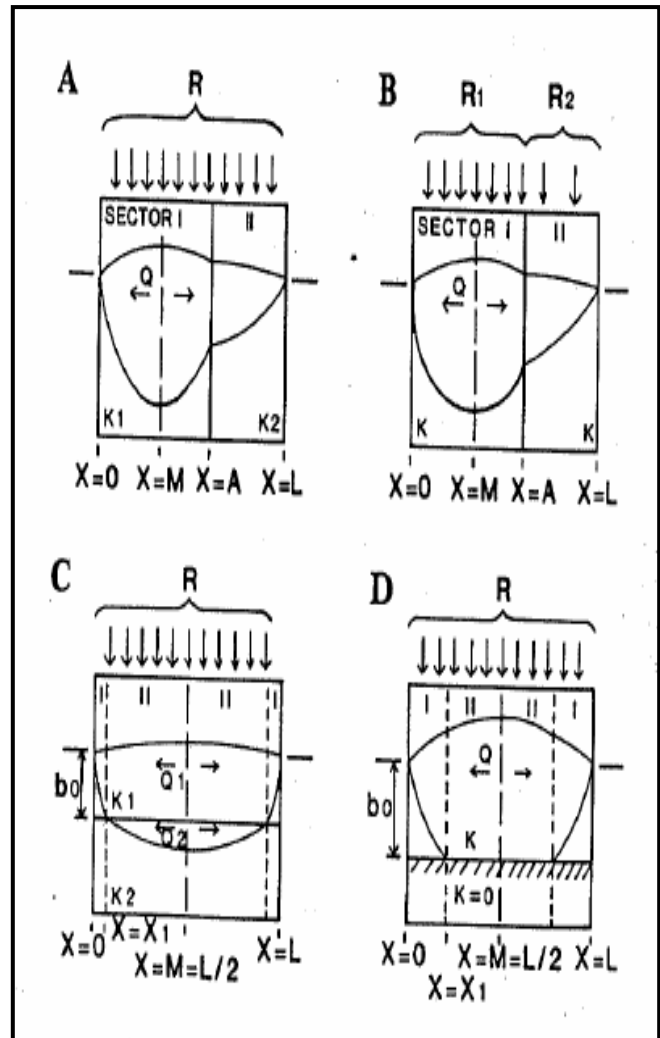 A R
SECTOR I II
Q
K1 K2
X=0 X=M X=A X=L
B R1 R2
SECTOR I II
Q
K K
X=0 X=M X=A X=L
C R
I II II I
b0 Q1
K1
Q2
K2
X=0 X=X1 X=L
X=M=L/2
D R
I II II I
Q
b0
K
K=0
X=0 X=M=L/2 X=L
X=X1